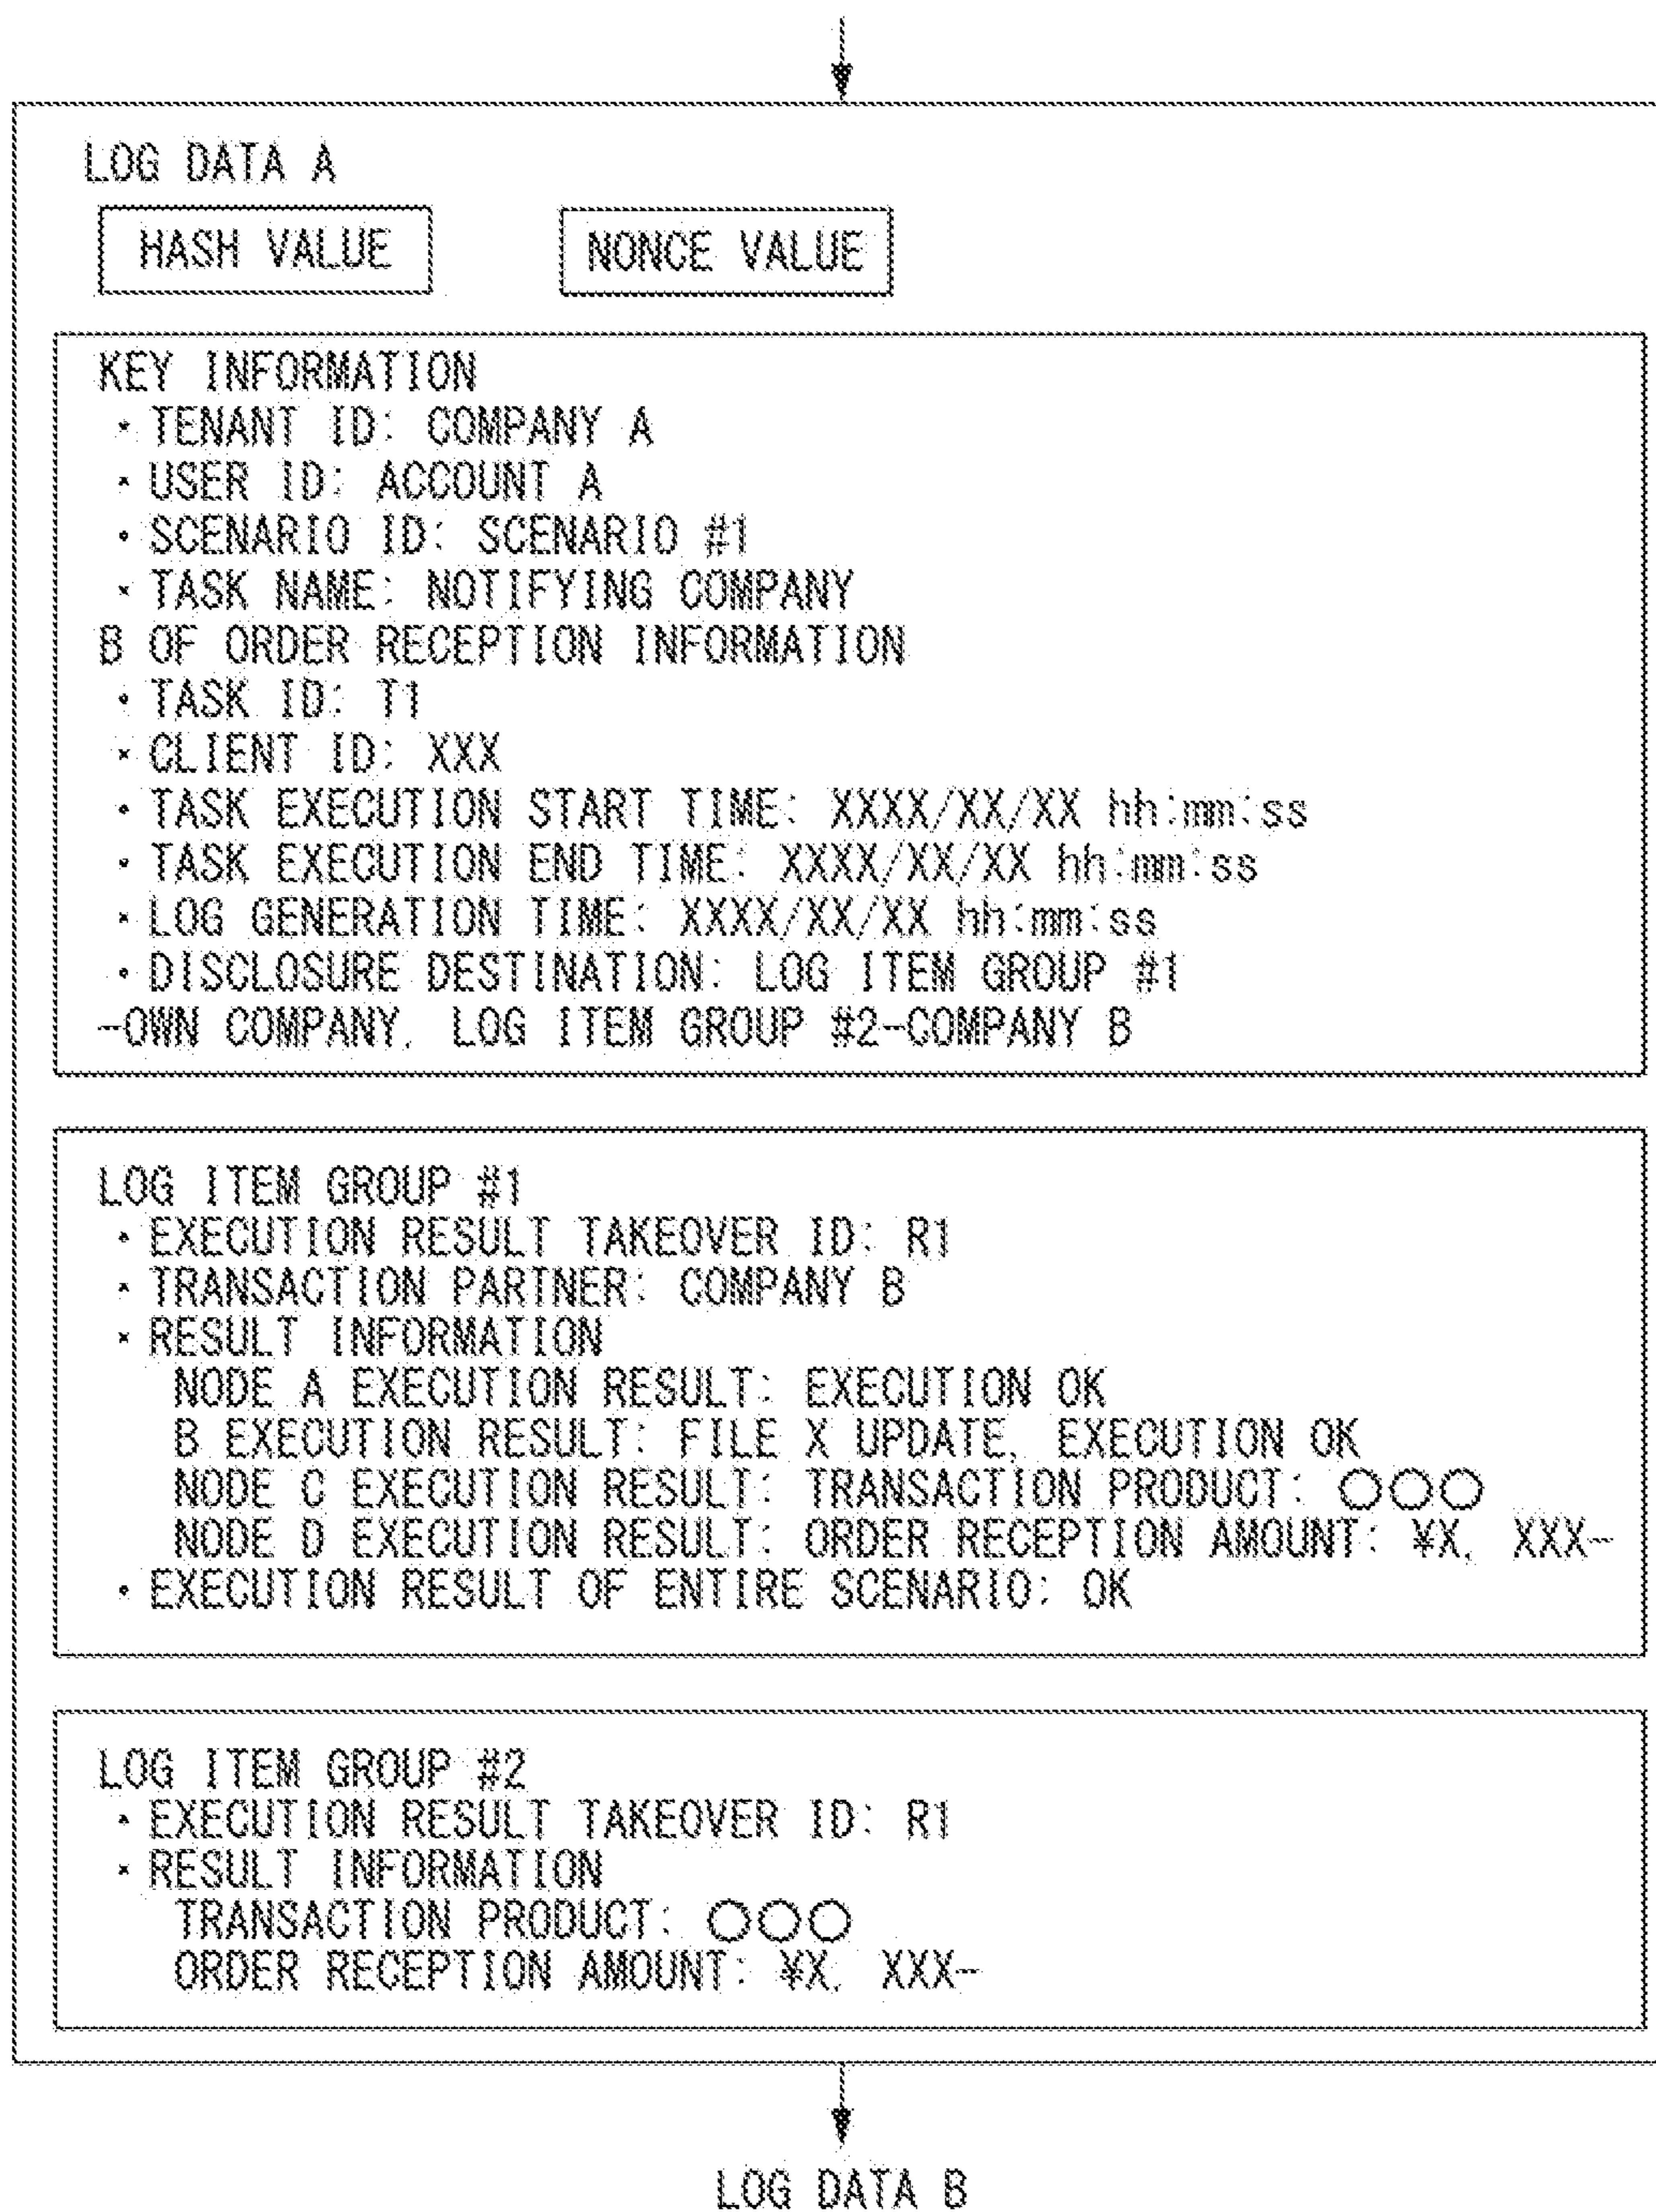 LOG DATA A
HASH VALUE NONCE VALUE
KEY INFORMATION
・TENANT ID: COMPANY A
・USER ID: ACCOUNT A
・SCENARIO ID: SCENARIO #1
・TASK NAME: NOTIFYING COMPANY
B OF ORDER RECEPTION INFORMATION
・TASK ID: T1
・CLIENT ID: XXX
・TASK EXECUTION START TIME: XXXX/XX/XX hh:mm:ss
・TASK EXECUTION END TIME: XXXX/XX/XX hh:mm:ss
・LOG GENERATION TIME: XXXX/XX/XX hh:mm:ss
・DISCLOSURE DESTINATION: LOG ITEM GROUP #1
-OWN COMPANY, LOG ITEM GROUP #2-COMPANY B
LOG ITEM GROUP #1
・EXECUTION RESULT TAKEOVER ID: R1
・TRANSACTION PARTNER: COMPANY B
・RESULT INFORMATION
NODE A EXECUTION RESULT: EXECUTION OK
B EXECUTION RESULT: FILE X UPDATE, EXECUTION OK
NODE C EXECUTION RESULT: TRANSACTION PRODUCT: ○○○
NODE D EXECUTION RESULT: ORDER RECEPTION AMOUNT: ¥X, XXX-
・EXECUTION RESULT OF ENTIRE SCENARIO: OK
LOG ITEM GROUP #2
・EXECUTION RESULT TAKEOVER ID: R1
・RESULT INFORMATION
TRANSACTION PRODUCT: ○○○
ORDER RECEPTION AMOUNT: ¥X, XXX-
LOG DATA B